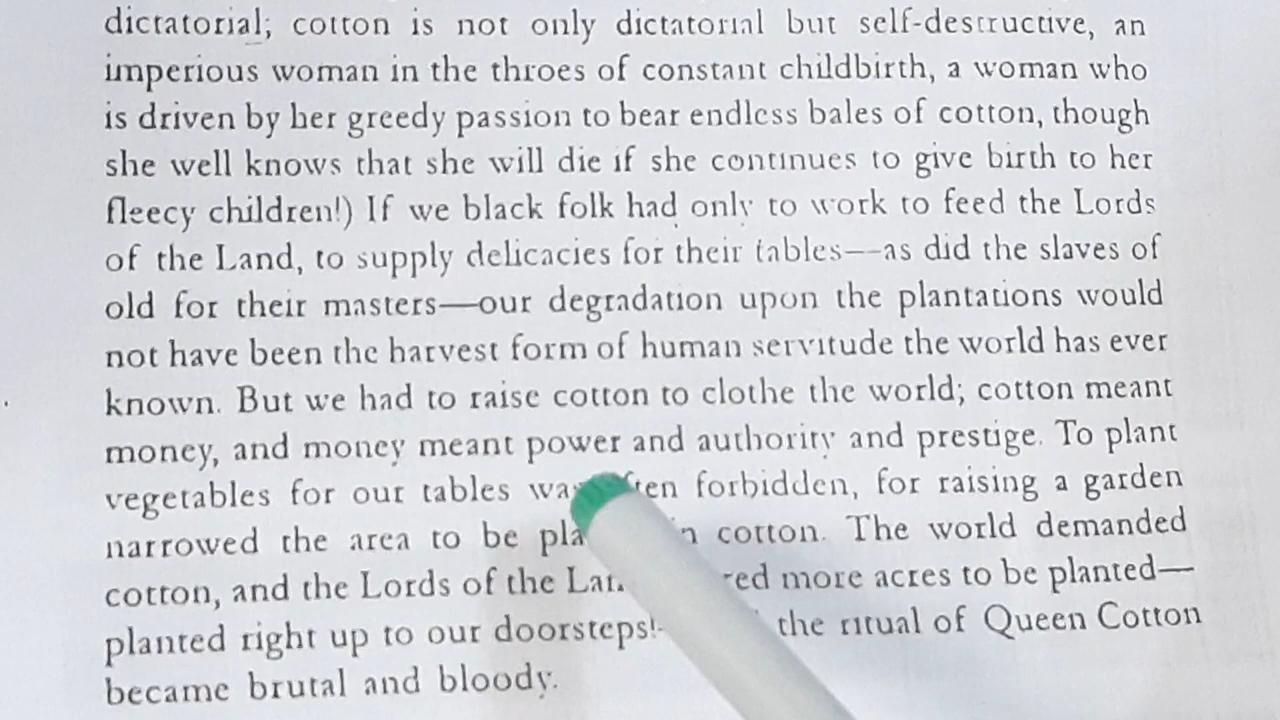 dictatorial; cotton is not only dictatorial but self-destructive, an
imperious woman in the throes of constant childbirth, a woman who
is driven by her greedy passion to bear endless bales of cotton, though
she well knows that she will die if she continues to give birth to her
fleecy children!) If we black folk had only to work to feed the Lords
of the Land, to supply delicacies for their tables—as did the slaves of
old for their masters—our degradation upon the plantations would
not have been the harvest form of human servitude the world has ever
known. But we had to raise cotton to clothe the world; cotton meant
money, and money meant power and authority and prestige. To plant
vegetables for our tables forbidden, for raising a garden
narrowed the area to be cotton. The world demanded
cotton, and the Lords of the more acres to be planted—
planted right up to our doorsteps!— the ritual of Queen Cotton
became brutal and bloody.